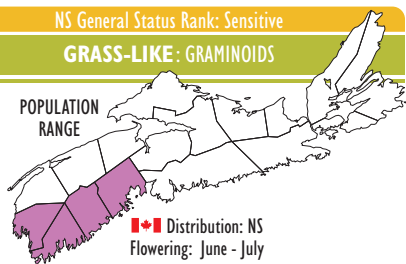 NS General Status Rank: Sensitive
GRASS-LIKE: GRAMINOIDS
POPULATION
RANGE
Distribution: NS
Flowering: June - July